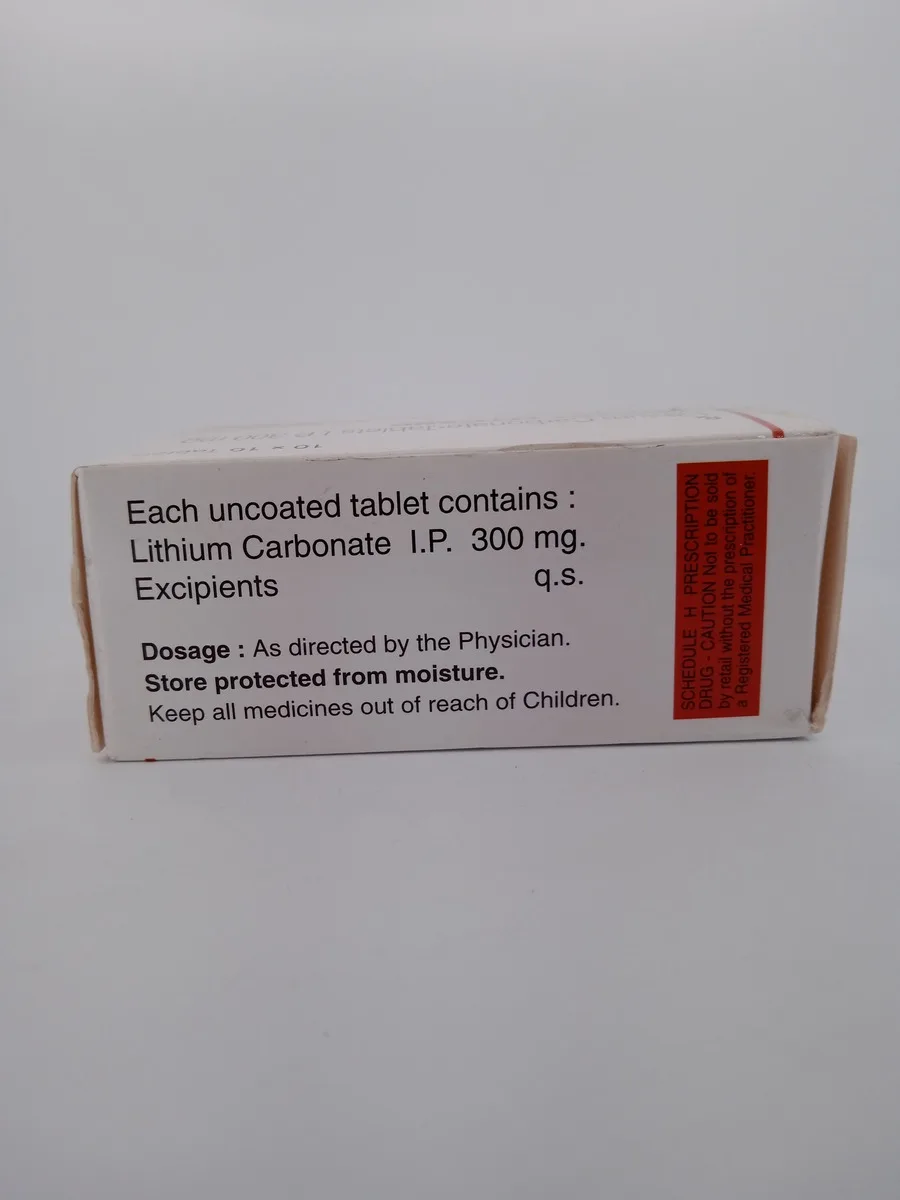 Each uncoated tablet contains :
Lithium Carbonate I.P. 300 mg.
Excipients q.s.
Dosage : As directed by the Physician.
Store protected from moisture.
Keep all medicines out of reach of Children.
SCHEDULE H PRESCRIPTION
DRUG - CAUTION Not to be sold
by retail without the prescription of
a Registered Medical Practitioner.